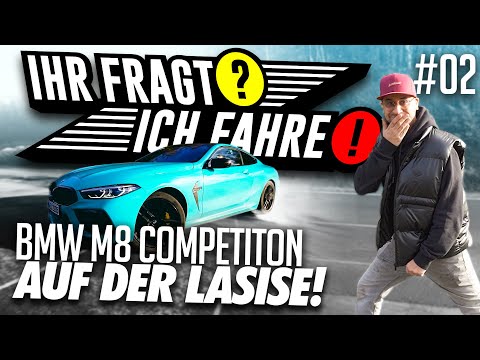 IHR FRAGT?
#02
ICH FAHRE!
BMW M8 COMPETITON
AUF DER LASISE!